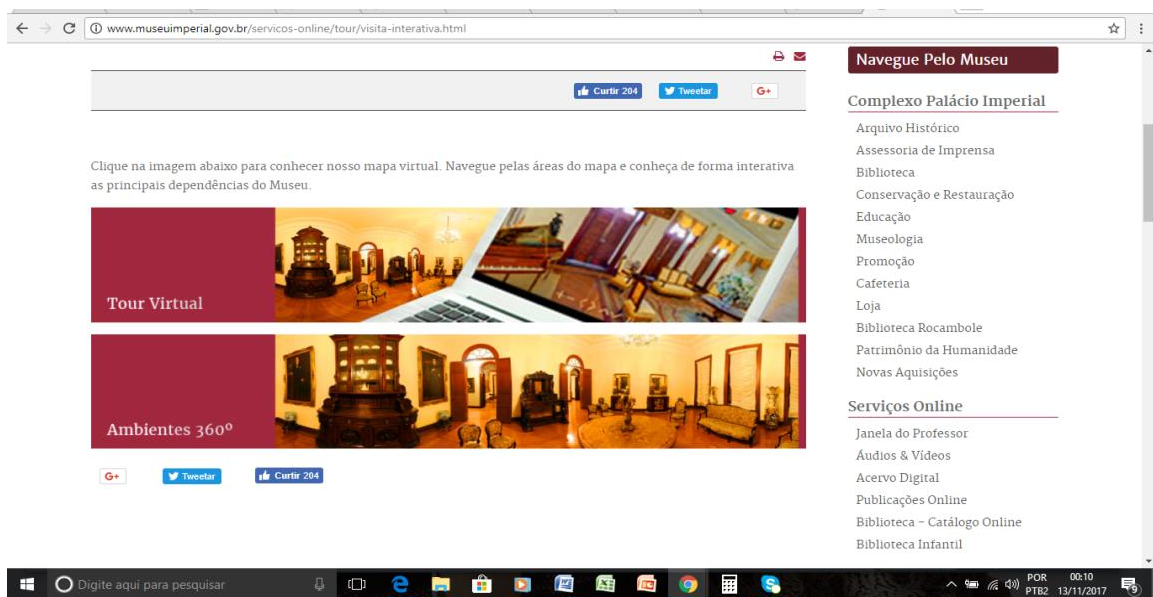 www.museuimperial.gov.br/servicos-online/tour/visita-interativa.html
Curtir 204
Tweetar
G+
Clique na imagem abaixo para conhecer nosso mapa virtual. Navegue pelas áreas do mapa e conheça de forma interativa
as principais dependências do Museu.
Tour Virtual
Ambientes 360º
G+
Tweetar
Curtir 204
Navegue Pelo Museu
Complexo Palácio Imperial
Arquivo Histórico
Assessoria de Imprensa
Biblioteca
Conservação e Restauração
Educação
Museologia
Promoção
Cafeteria
Loja
Biblioteca Rocambole
Patrimônio da Humanidade
Novas Aquisições
Serviços Online
Janela do Professor
Áudios & Vídeos
Acervo Digital
Publicações Online
Biblioteca - Catálogo Online
Biblioteca Infantil
Digite aqui para pesquisar
POR
PTB2
00:10
13/11/2017
9